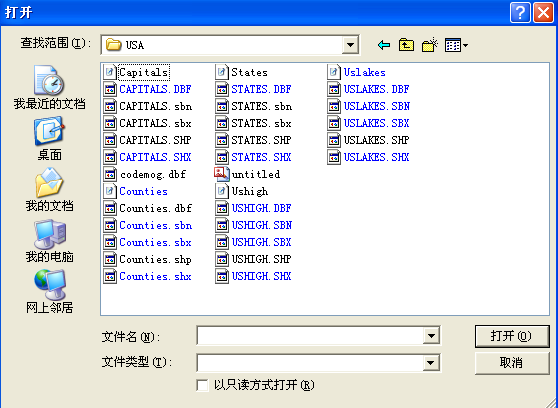 打开
查找范围(I):
USA
我最近的文档
桌面
我的文档
我的电脑
网上邻居
Capitals
CAPITALS.DBF
CAPITALS.sbn
CAPITALS.sbx
CAPITALS.SHP
CAPITALS.SHX
codemog.dbf
Counties
Counties.dbf
Counties.sbn
Counties.sbx
Counties.shp
Counties.shx
States
STATES.DBF
STATES.sbn
STATES.sbx
STATES.SHP
STATES.SHX
untitled
Ushigh
USHIGH.DBF
USHIGH.SBN
USHIGH.SBX
USHIGH.SHP
USHIGH.SHX
Uslakes
USLAKES.DBF
USLAKES.SBN
USLAKES.SBX
USLAKES.SHP
USLAKES.SHX
文件名(N):
打开(O)
文件类型(T):
取消
以只读方式打开(R)